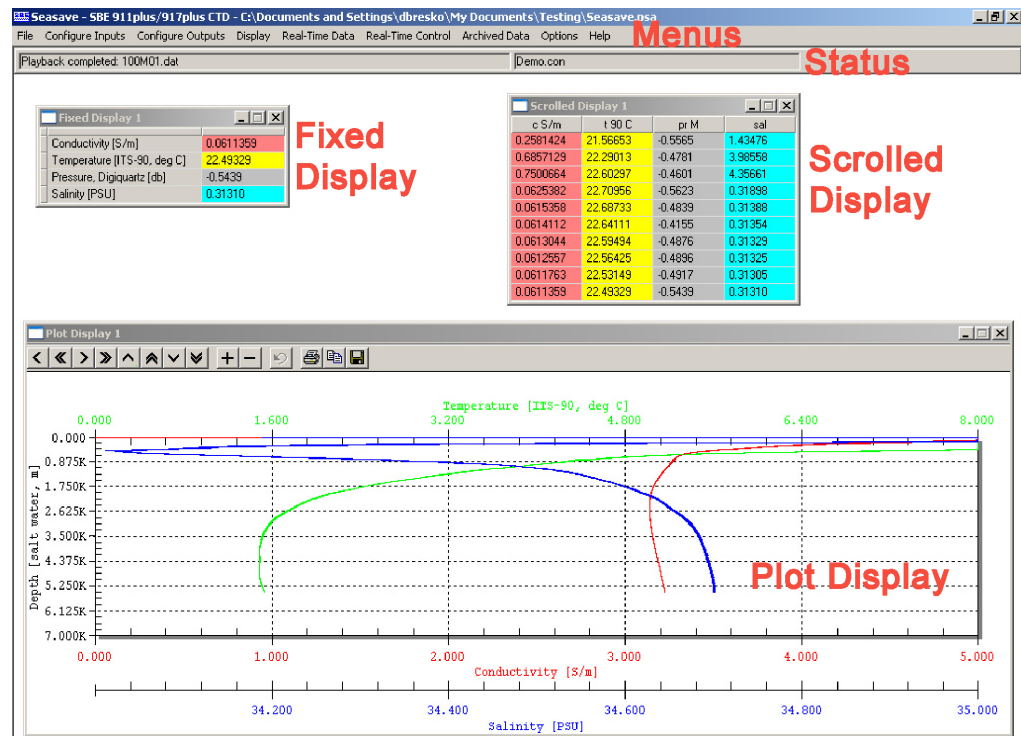 Seasave - SBE 911plus/917plus CTD - C:\Documents and Settings\dbresko\My Documents\Testing\Seasave.psa
File Configure Inputs Configure Outputs Display Real-Time Data Real-Time Control Archived Data Options Help
Menus
Playback completed: 100M01.dat
Demo.con
Status
Fixed Display 1
Conductivity [S/m] 0.0611359
Temperature [ITS-90, deg C] 22.49329
Pressure, Digiquartz [db] -0.5439
Salinity [PSU] 0.31310
Fixed
Display
Scrolled Display 1
c S/m t 90 C pr M sal
0.2581424 21.56653 -0.5565 1.43476
0.6857129 22.29013 -0.4781 3.98558
0.7500664 22.60297 -0.4601 4.35661
0.0625382 22.70956 -0.5623 0.31898
0.0615358 22.68733 -0.4839 0.31388
0.0614112 22.64111 -0.4155 0.31354
0.0613044 22.59494 -0.4876 0.31329
0.0612557 22.56425 -0.4896 0.31325
0.0611763 22.53149 -0.4917 0.31305
0.0611359 22.49329 -0.5439 0.31310
Scrolled
Display
Plot Display 1
Temperature [ITS-90, deg C]
0.000 1.600 3.200 4.800 6.400 8.000
Depth [salt water, m]
0.000
0.875K
1.750K
2.625K
3.500K
4.375K
5.250K
6.125K
7.000K
Plot Display
0.000 1.000 2.000 3.000 4.000 5.000
Conductivity [S/m]
34.200 34.400 34.600 34.800 35.000
Salinity [PSU]